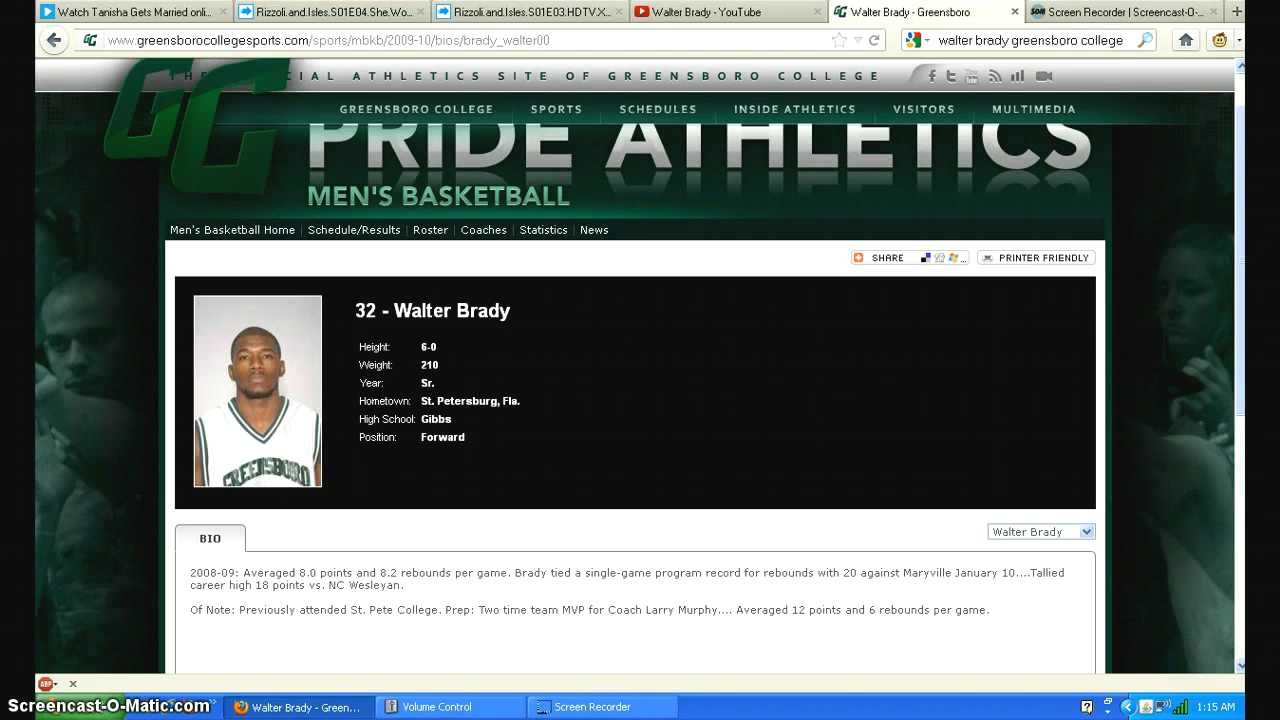 Watch Tanisha Gets Married onli...
Rizzoli.and.Isles.S01E04.She.Wo...
Rizzoli.and.Isles.S01E03.HDTV.X...
Walter Brady - YouTube
Walter Brady - Greensboro
Screen Recorder | Screencast-O-...
www.greensborocollegesports.com/sports/mbkb/2009-10/bios/brady_walter00
walter brady greensboro college
CIAL ATHLETICS SITE OF GREENSBORO COLLEGE
GC
GREENSBORO COLLEGE
SPORTS
SCHEDULES
INSIDE ATHLETICS
VISITORS
MULTIMEDIA
PRIDE ATHLETICS
MEN'S BASKETBALL
Men's Basketball Home | Schedule/Results | Roster | Coaches | Statistics | News
SHARE
PRINTER FRIENDLY
32 - Walter Brady
Height: 6-0
Weight: 210
Year: Sr.
Hometown: St. Petersburg, Fla.
High School: Gibbs
Position: Forward
GREENSBORO
BIO
Walter Brady
2008-09: Averaged 8.0 points and 8.2 rebounds per game. Brady tied a single-game program record for rebounds with 20 against Maryville January 10....Tallied
career high 18 points vs. NC Wesleyan.
Of Note: Previously attended St. Pete College. Prep: Two time team MVP for Coach Larry Murphy.... Averaged 12 points and 6 rebounds per game.
ABP
Screencast-O-Matic.com
Walter Brady - Green...
Volume Control
Screen Recorder
1:15 AM